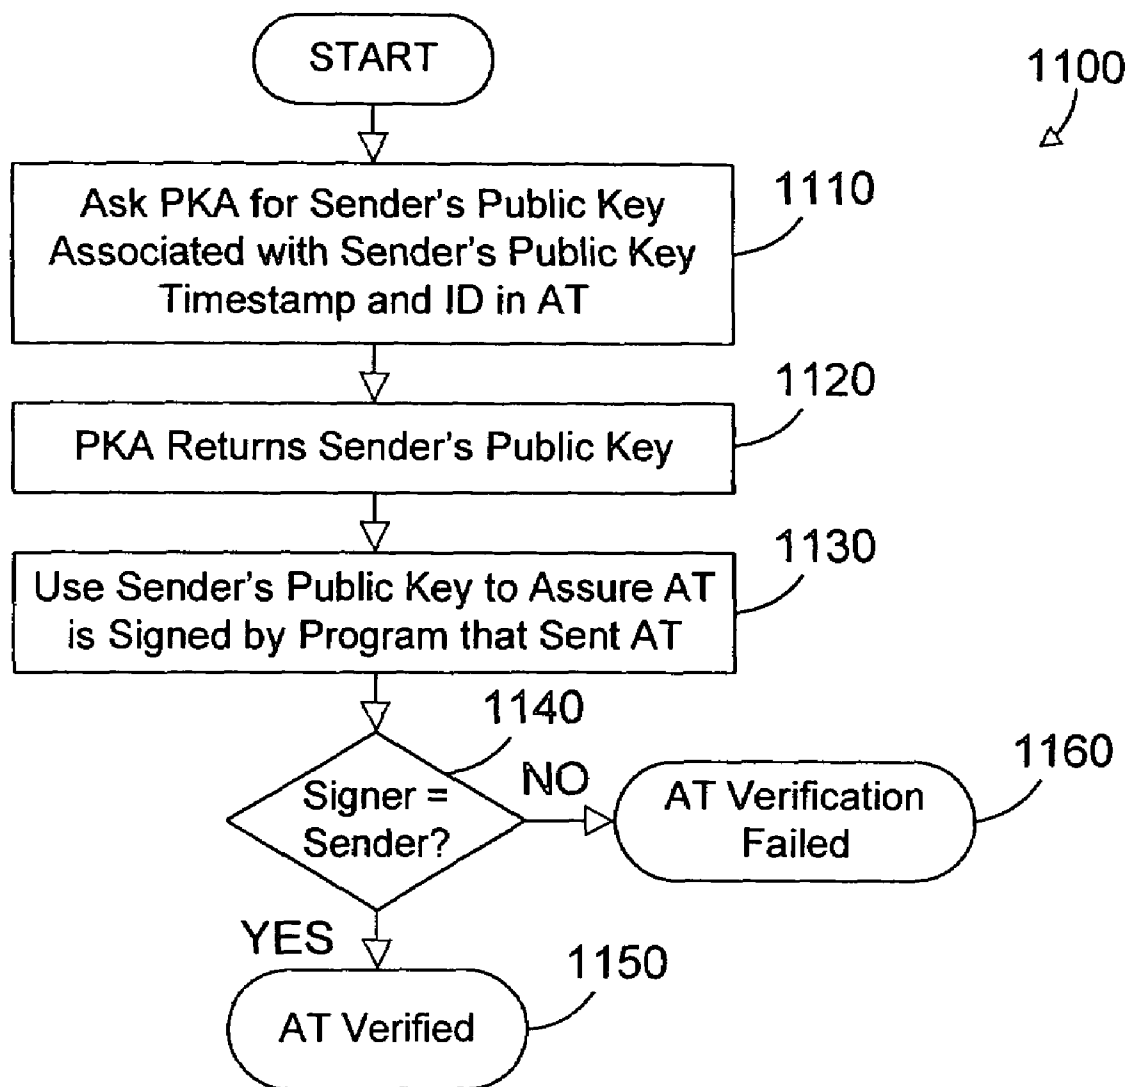 START
1100
Ask PKA for Sender's Public Key
Associated with Sender's Public Key
Timestamp and ID in AT
1110
PKA Returns Sender's Public Key
1120
Use Sender's Public Key to Assure AT
is Signed by Program that Sent AT
1130
Signer =
Sender?
1140
NO
AT Verification
Failed
1160
YES
AT Verified
1150